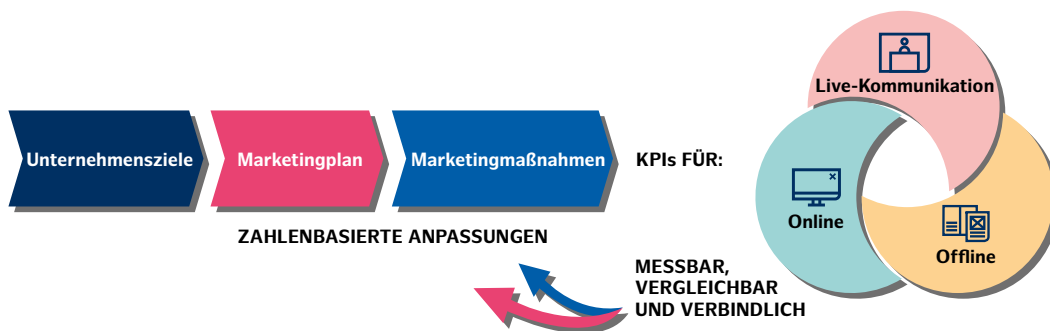 Unternehmensziele
Marketingplan
Marketingmaßnahmen
KPIs FÜR:
Live-Kommunikation
Online
Offline
ZAHLENBASIERTE ANPASSUNGEN
MESSBAR,
VERGLEICHBAR
UND VERBINDLICH